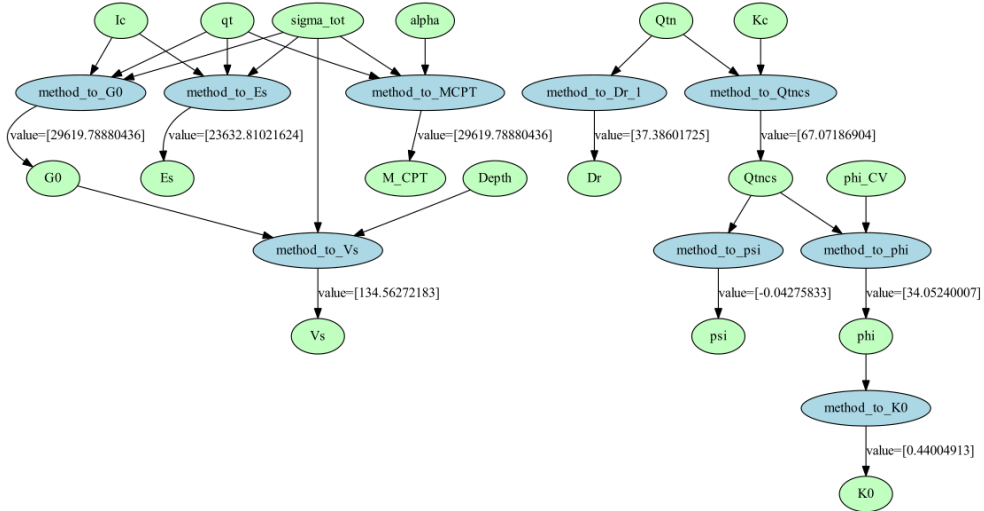 Ic
qt
sigma_tot
alpha
Qtn
Kc
method_to_G0
method_to_Es
method_to_MCPT
method_to_Dr_1
method_to_Qtncs
value=[29619.78880436]
value=[23632.81021624]
value=[29619.78880436]
value=[37.38601725]
value=[67.07186904]
G0
Es
M_CPT
Depth
Dr
Qtncs
phi_CV
method_to_Vs
method_to_psi
method_to_phi
value=[134.56272183]
value=[-0.04275833]
value=[34.05240007]
Vs
psi
phi
method_to_K0
value=[0.44004913]
K0